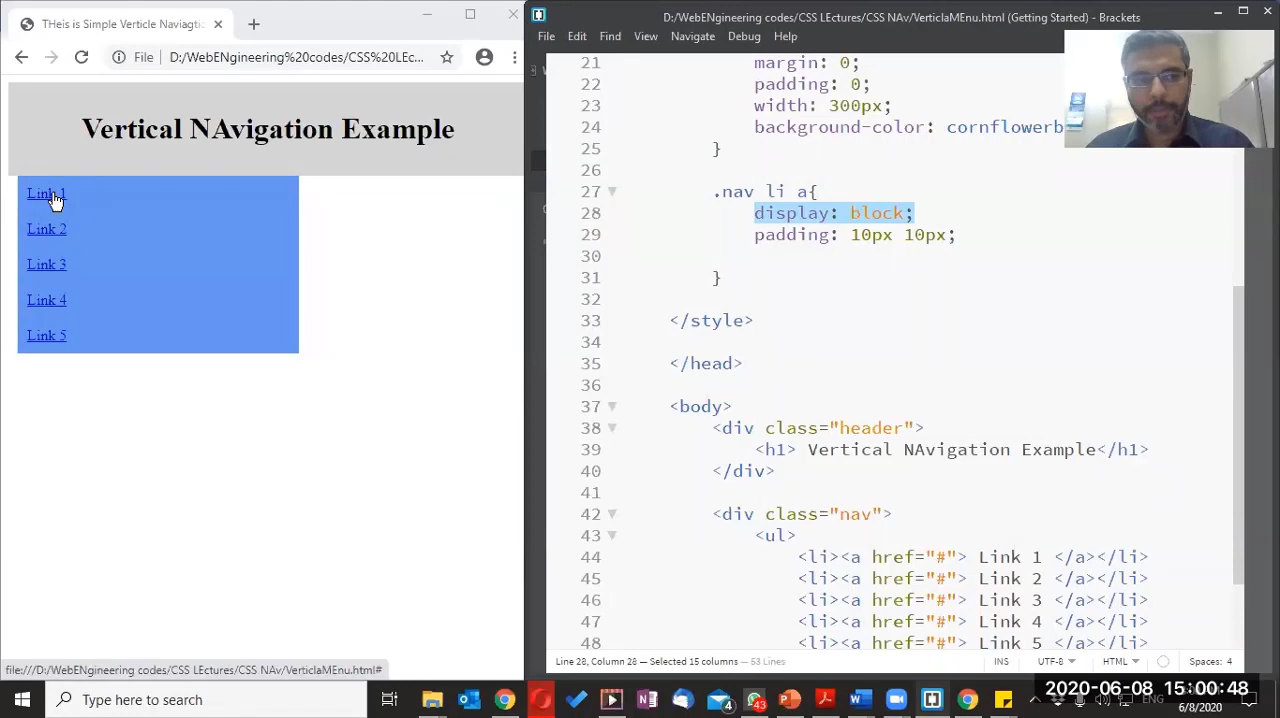 THeis is Simple Verticle Naviagtic
File
D:/WebENgineering%20codes/CSS%20LEc...
Vertical NAvigation Example
Link 1
Link 2
Link 3
Link 4
Link 5
file:///D:/WebENgineering codes/CSS LEctures/CSS NAv/VerticlaMEnu.html#
D:/WebENgineering codes/CSS LEctures/CSS NAv/VerticlaMEnu.html (Getting Started) - Brackets
File Edit Find View Navigate Debug Help
21 margin: 0;
22 padding: 0;
23 width: 300px;
24 background-color: cornflowerb
25 }
26
27 .nav li a{
28 display: block;
29 padding: 10px 10px;
30
31 }
32
33 </style>
34
35 </head>
36
37 <body>
38 <div class="header">
39 <h1> Vertical NAvigation Example</h1>
40 </div>
41
42 <div class="nav">
43 <ul>
44 <li><a href="#"> Link 1 </a></li>
45 <li><a href="#"> Link 2 </a></li>
46 <li><a href="#"> Link 3 </a></li>
47 <li><a href="#"> Link 4 </a></li>
48 <li><a href="#"> Link 5 </a></li>
Line 28, Column 28 — Selected 15 columns — 53 Lines
INS UTF-8 HTML Spaces: 4
Type here to search
4
43
ENG
2020-06-08 15:00:48
6/8/2020